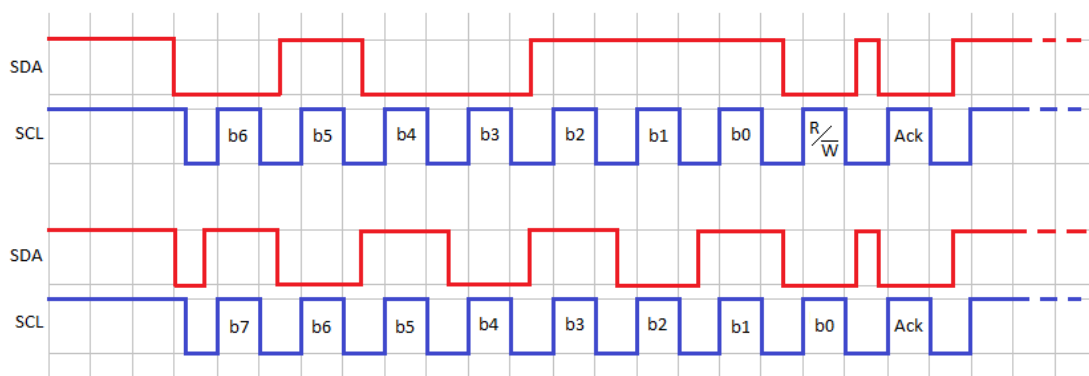 SDA
SCL b6 b5 b4 b3 b2 b1 b0 R/W̅ Ack
SDA
SCL b7 b6 b5 b4 b3 b2 b1 b0 Ack